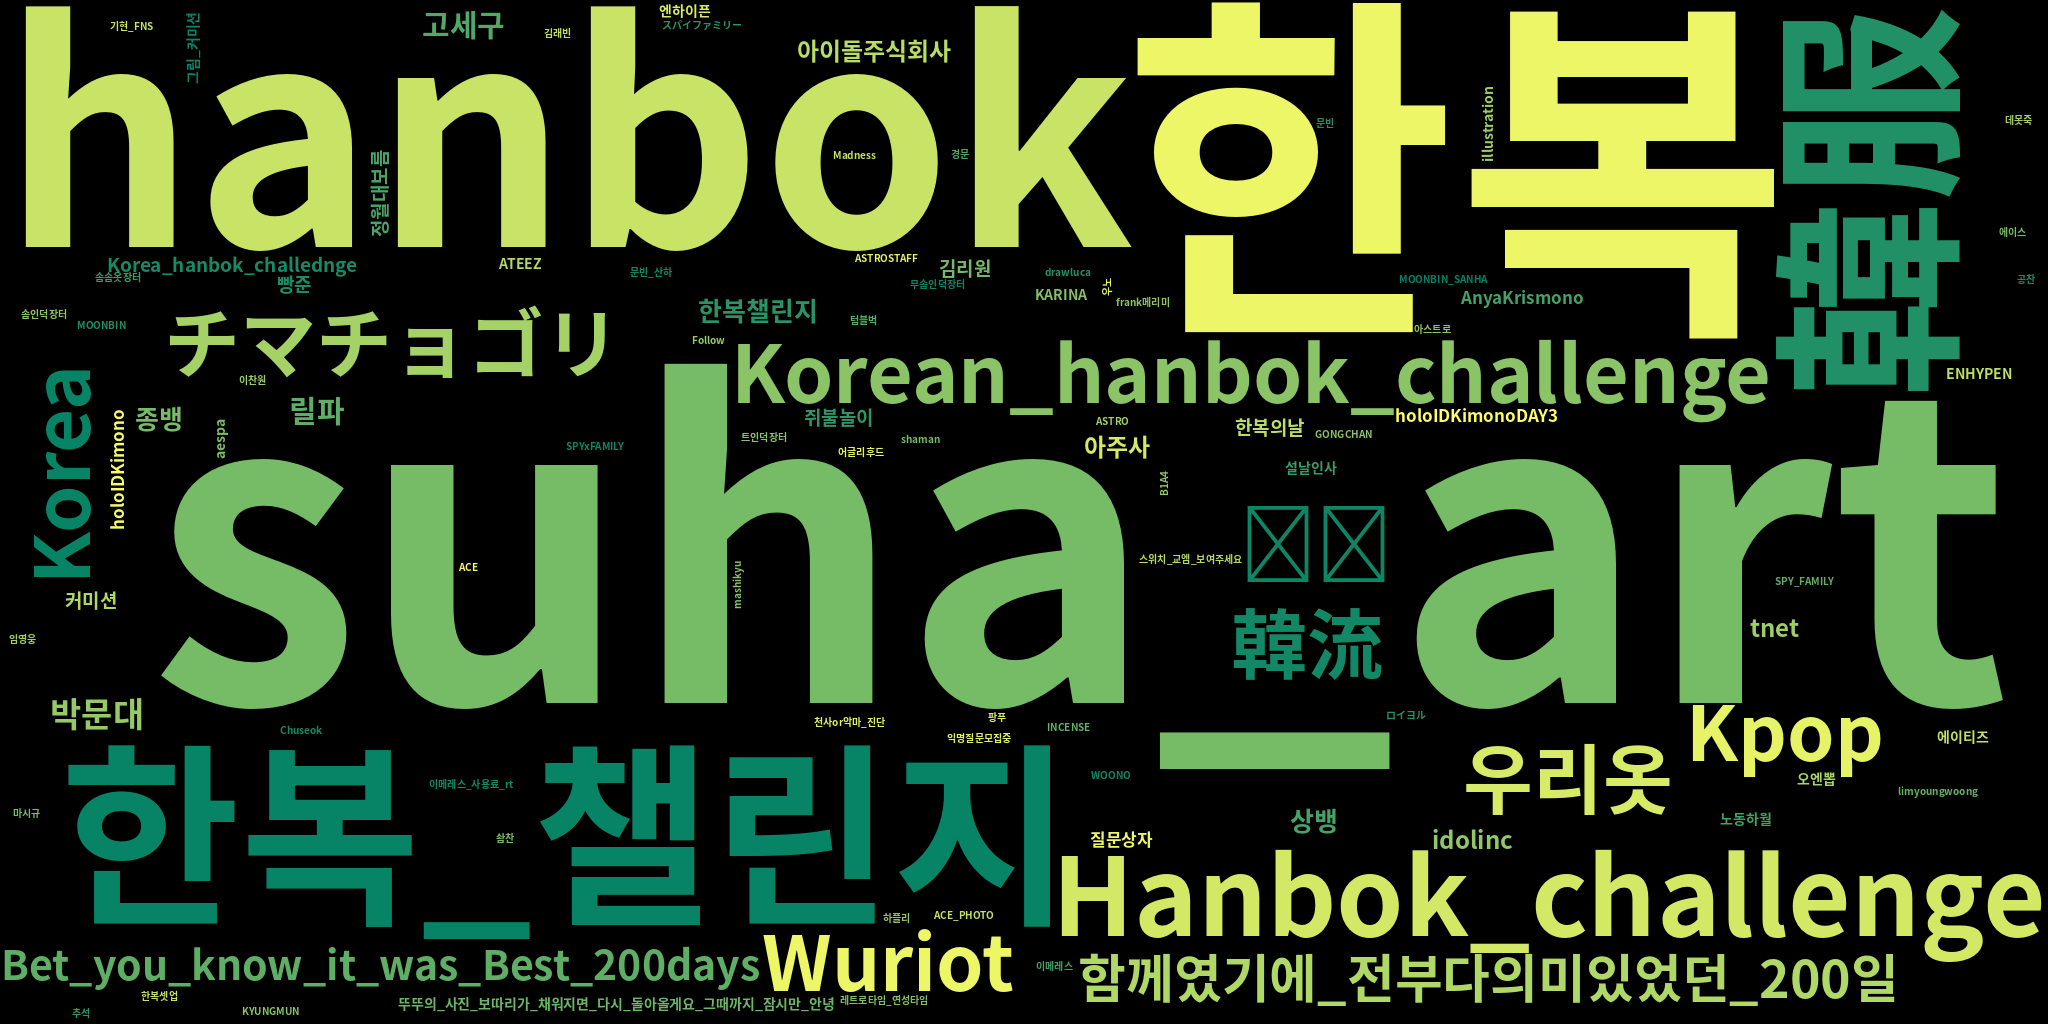 hanbok
한복
韓服
suha_art
한복_챌린지
Hanbok_challenge
Korean_hanbok_challenge
チマチョゴリ
Korea
Kpop
우리옷
Wuriot
韓流
함께였기에_전부다의미있었던_200일
Bet_you_know_it_was_Best_200days
기현_FNS
그림_커미션
고세구
김래빈
엔하이픈
スパイファミリー
아이돌주식회사
정월대보름
Madness
경문
문빈
illustration
데못죽
에이스
공찬
Korea_hanbok_challednge
솜솜옷장터
빵준
ATEEZ
문빈_산하
ASTROSTAFF
김리원
무솜인덕장터
drawluca
KARINA
아노
frank메리미
MOONBIN_SANHA
AnyaKrismono
솜인덕장터
MOONBIN
한복챌린지
텀블벅
Follow
아스트로
ENHYPEN
이찬원
holoIDKimono
종뱅
릴파
aespa
SPYxFAMILY
쥐불놀이
트인덕장터
어글리후드
shaman
ASTRO
아주사
한복의날
GONGCHAN
holoIDKimonoDAY3
설날인사
B1A4
스위치_교엠_보여주세요
ACE
mashikyu
SPY_FAMILY
tnet
커미션
임영웅
박문대
Chuseok
천사or악마_진단
팡푸
익명질문모집중
INCENSE
ロイヨル
에이티즈
이메레스_사용료_rt
WOONO
오엔뽑
limyoungwoong
마시규
솜찬
상뱅
질문상자
idolinc
노동하월
하플리
ACE_PHOTO
이메레스
한복셋업
추석
KYUNGMUN
뚜뚜의_사진_보따리가_채워지면_다시_돌아올게요_그때까지_잠시만_안녕
레트로타임_연성타임